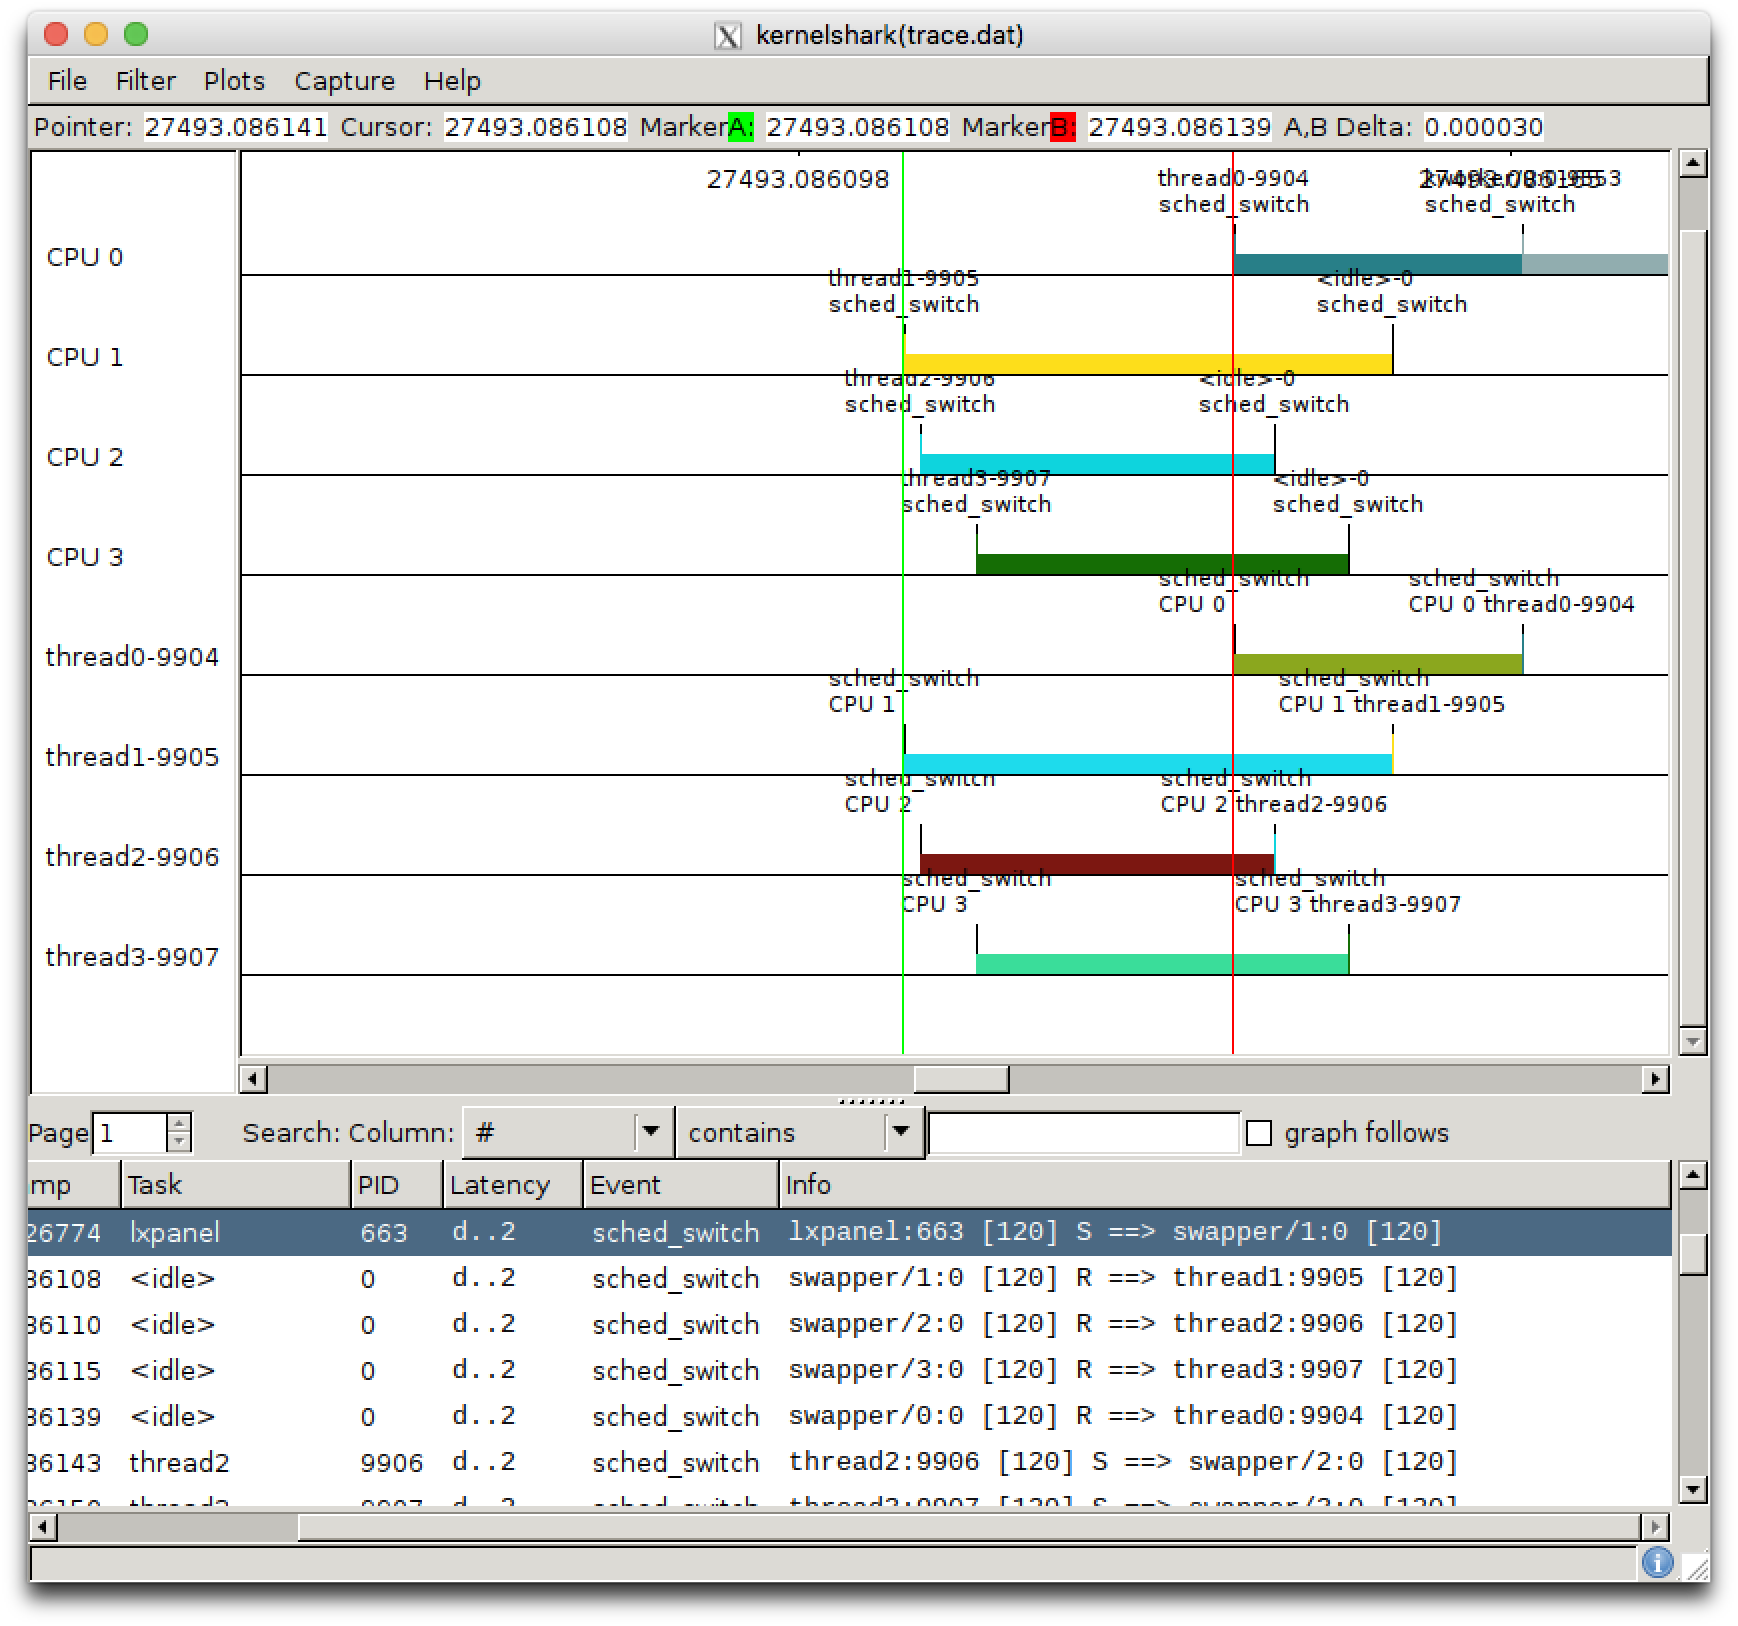 kernelshark(trace.dat)
File Filter Plots Capture Help
Pointer: 27493.086141 Cursor: 27493.086108 MarkerA: 27493.086108 MarkerB: 27493.086139 A,B Delta: 0.000030
27493.086098
thread0-9904
sched_switch
sched_switch
CPU 0
thread1-9905
sched_switch
<idle>-0
sched_switch
CPU 1
thread2-9906
sched_switch
<idle>-0
sched_switch
CPU 2
thread3-9907
sched_switch
<idle>-0
sched_switch
CPU 3
sched_switch
CPU 0
sched_switch
CPU 0 thread0-9904
thread0-9904
sched_switch
CPU 1
sched_switch
CPU 1 thread1-9905
thread1-9905
sched_switch
CPU 2
sched_switch
CPU 2 thread2-9906
thread2-9906
sched_switch
CPU 3
sched_switch
CPU 3 thread3-9907
thread3-9907
Page 1 Search: Column: # contains graph follows
mp Task PID Latency Event Info
26774 lxpanel 663 d..2 sched_switch lxpanel:663 [120] S ==> swapper/1:0 [120]
86108 <idle> 0 d..2 sched_switch swapper/1:0 [120] R ==> thread1:9905 [120]
86110 <idle> 0 d..2 sched_switch swapper/2:0 [120] R ==> thread2:9906 [120]
86115 <idle> 0 d..2 sched_switch swapper/3:0 [120] R ==> thread3:9907 [120]
86139 <idle> 0 d..2 sched_switch swapper/0:0 [120] R ==> thread0:9904 [120]
86143 thread2 9906 d..2 sched_switch thread2:9906 [120] S ==> swapper/2:0 [120]